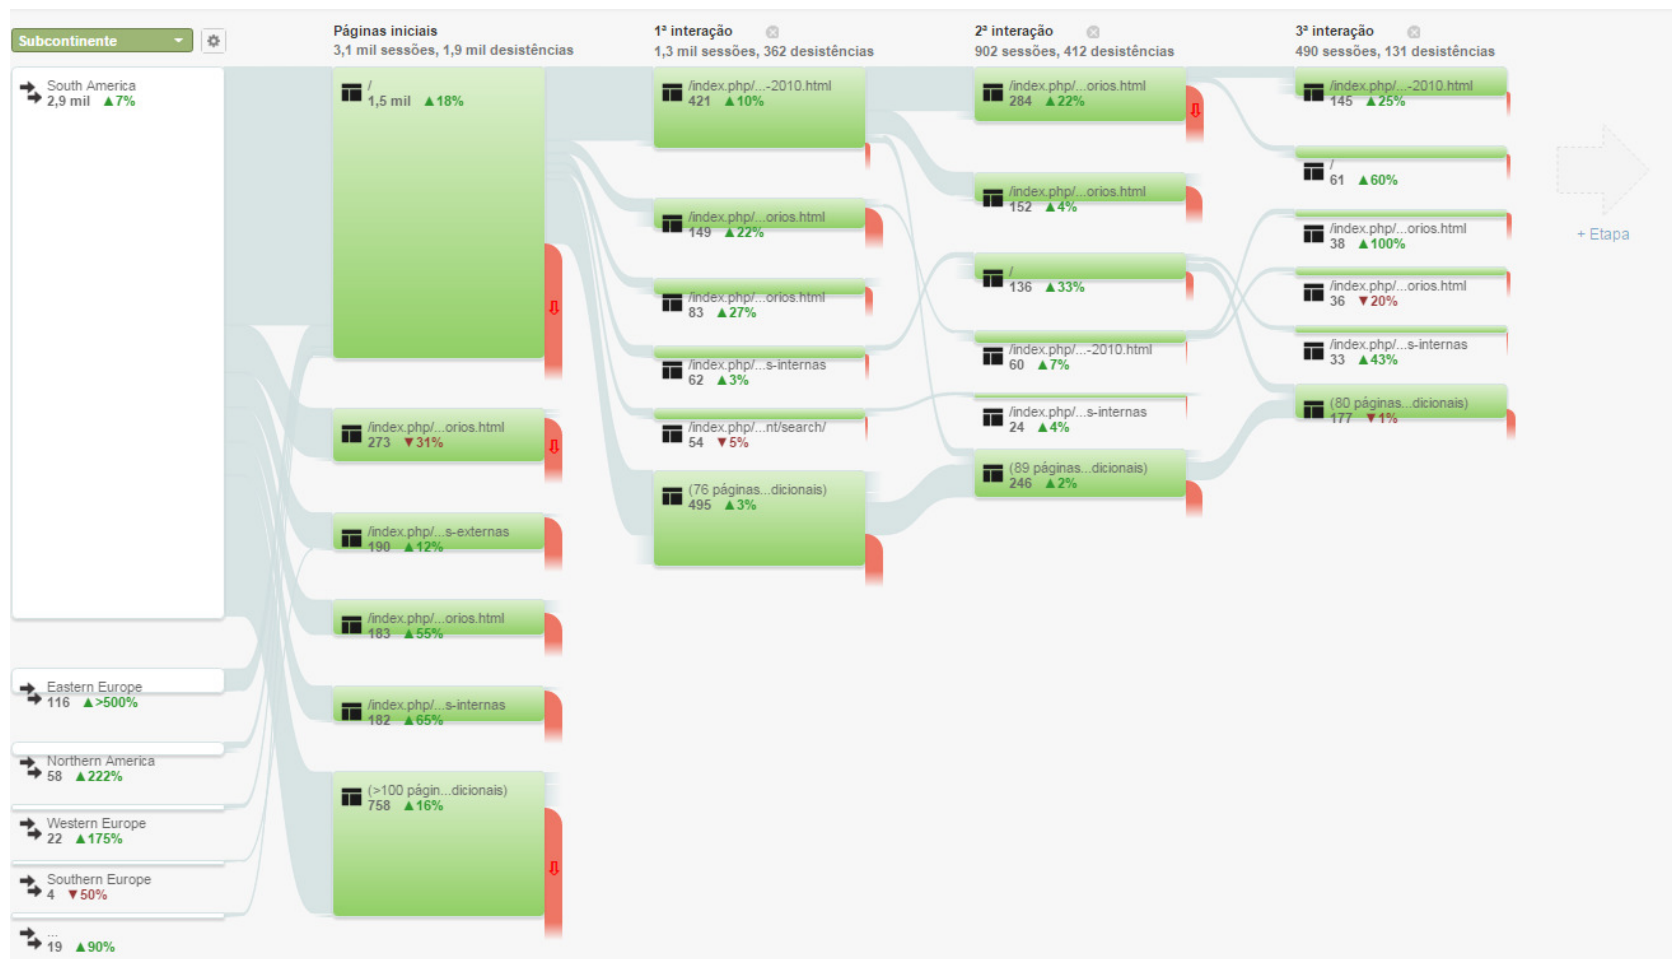 Subcontinente
South America
2,9 mil ▲7%
Eastern Europe
116 ▲>500%
Northern America
58 ▲222%
Western Europe
22 ▲175%
Southern Europe
4 ▼50%
...
19 ▲90%
Páginas iniciais
3,1 mil sessões, 1,9 mil desistências
/
1,5 mil ▲18%
/index.php/...orios.html
273 ▼31%
/index.php/...s-externas
190 ▲12%
/index.php/...orios.html
183 ▲55%
/index.php/...s-internas
182 ▲65%
(>100 págin...dicionais)
758 ▲16%
1ª interação
1,3 mil sessões, 362 desistências
/index.php/...-2010.html
421 ▲10%
/index.php/...orios.html
149 ▲22%
/index.php/...orios.html
83 ▲27%
/index.php/...s-internas
62 ▲3%
/index.php/...nt/search/
54 ▼5%
(76 páginas...dicionais)
495 ▲3%
2ª interação
902 sessões, 412 desistências
/index.php/...orios.html
284 ▲22%
/index.php/...orios.html
152 ▲4%
/
136 ▲33%
/index.php/...-2010.html
60 ▲7%
/index.php/...s-internas
24 ▲4%
(89 páginas...dicionais)
246 ▲2%
3ª interação
490 sessões, 131 desistências
/index.php/...-2010.html
145 ▲25%
/
61 ▲60%
/index.php/...orios.html
38 ▲100%
/index.php/...orios.html
36 ▼20%
/index.php/...s-internas
33 ▲43%
(80 páginas...dicionais)
177 ▼1%
+ Etapa